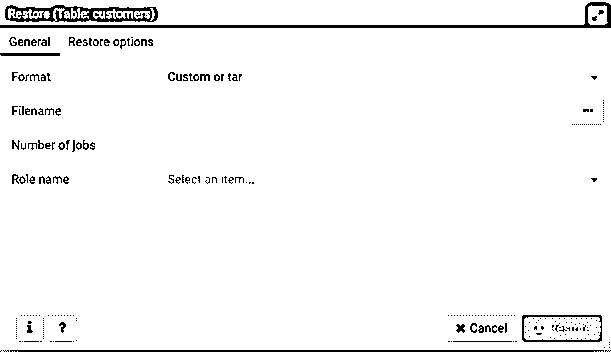 Restore (Table: customers)
General Restore options
Format Custom or tar
Filename
Number of jobs
Role name Select an item...
i ? Cancel Restore